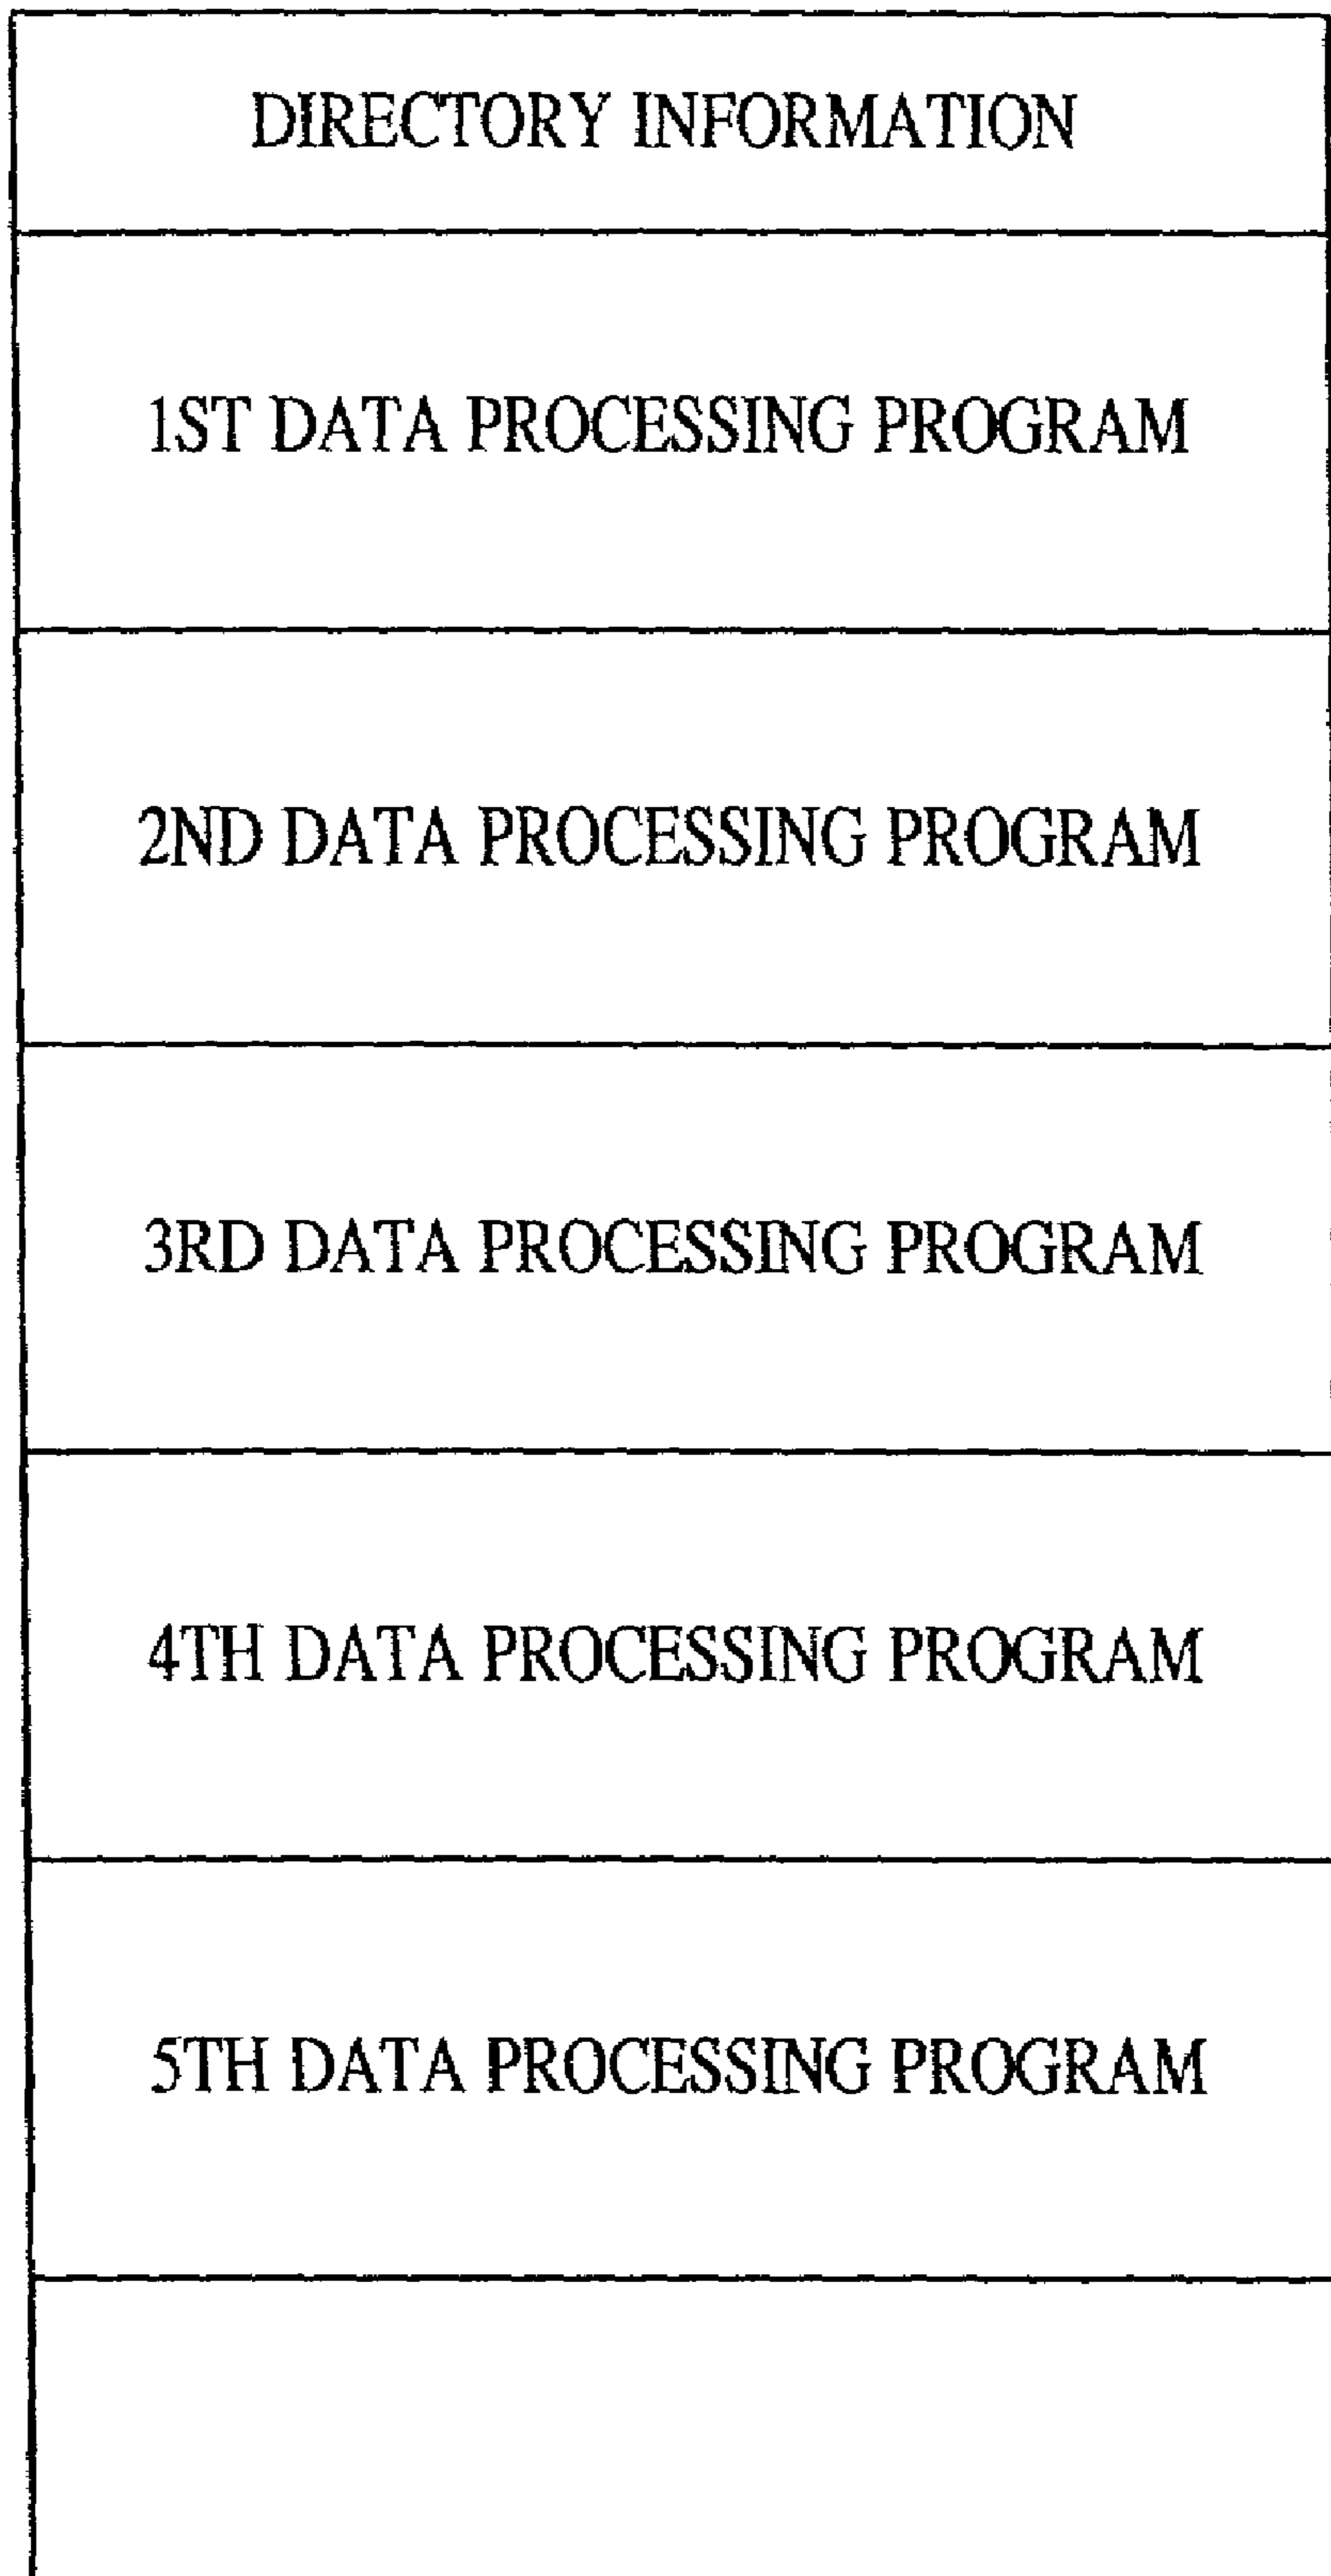 DIRECTORY INFORMATION
1ST DATA PROCESSING PROGRAM
2ND DATA PROCESSING PROGRAM
3RD DATA PROCESSING PROGRAM
4TH DATA PROCESSING PROGRAM
5TH DATA PROCESSING PROGRAM